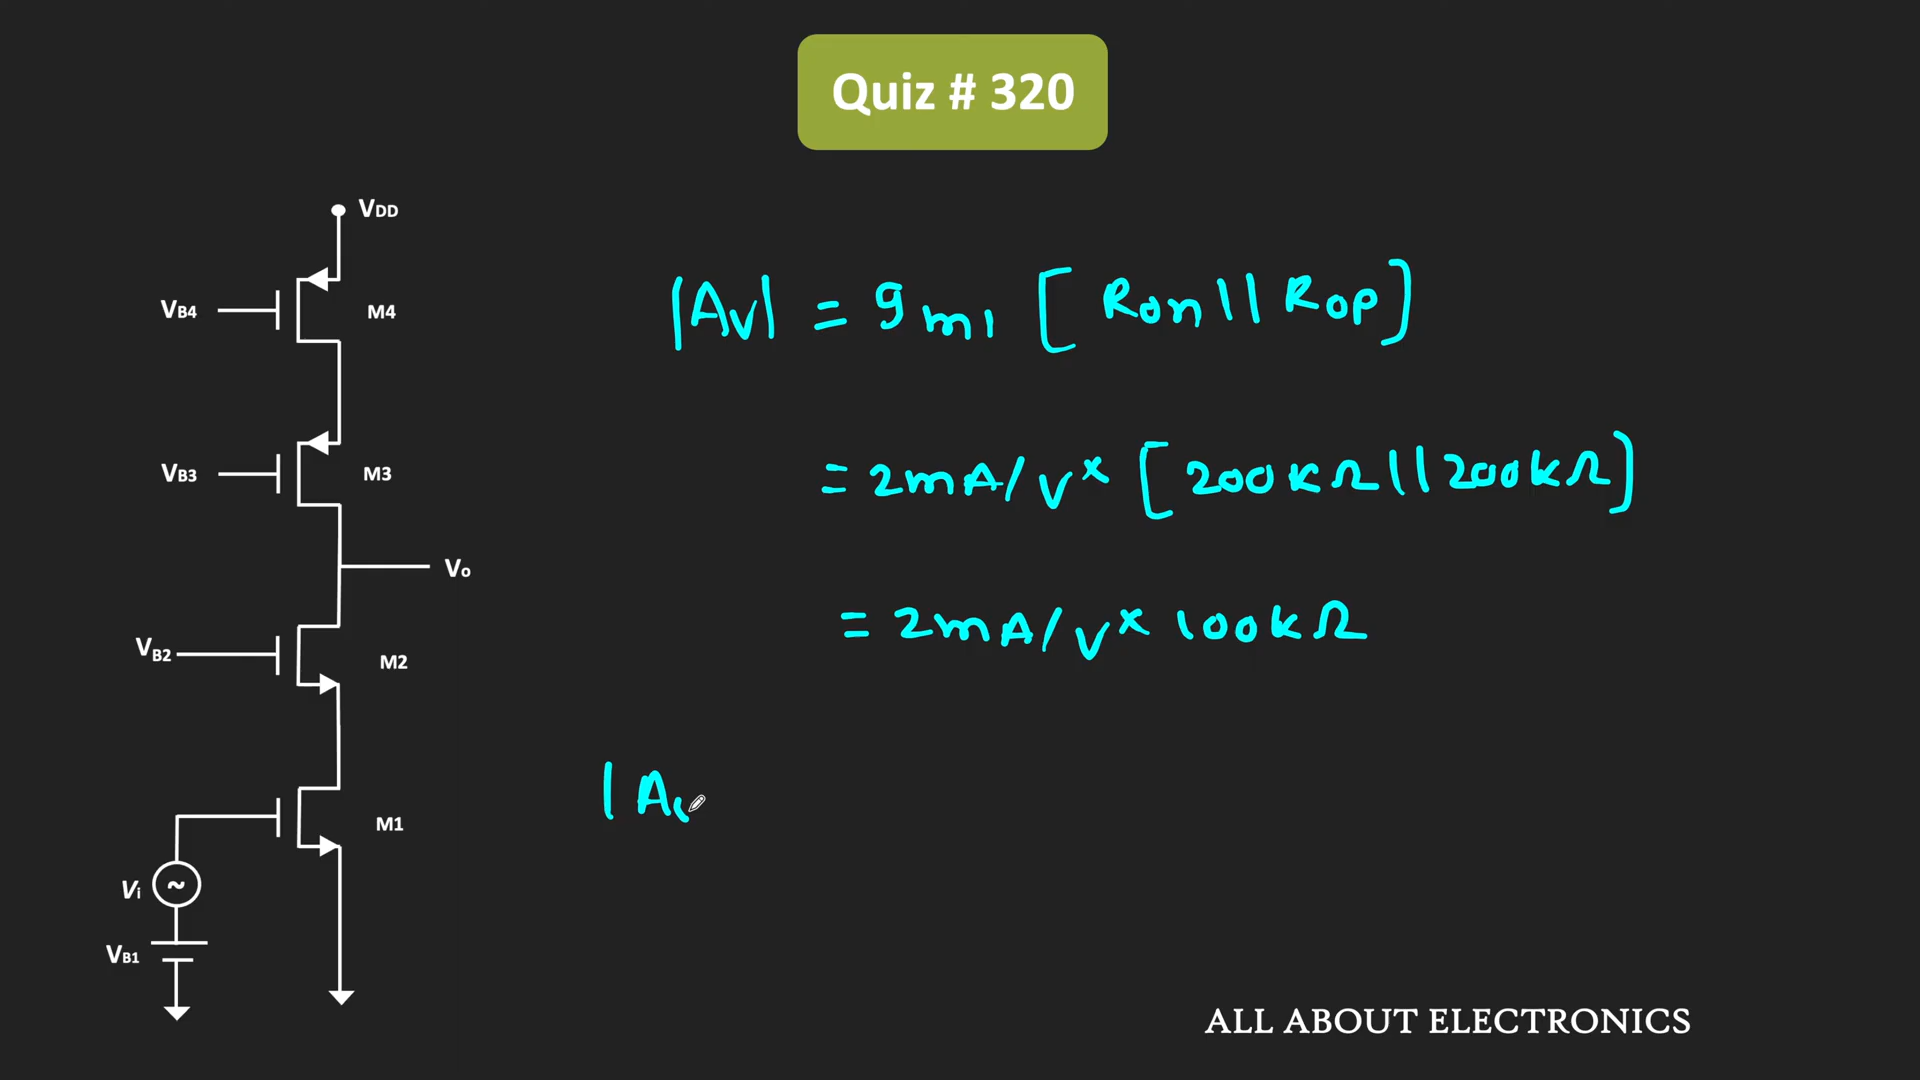 Quiz # 320
VDD
VB4
M4
|Av| = gm1 [Ron||Rop]
VB3
M3
= 2mA/V × [200kΩ||200kΩ]
Vo
= 2mA/V × 100kΩ
VB2
M2
|A
M1
Vi
VB1
ALL ABOUT ELECTRONICS